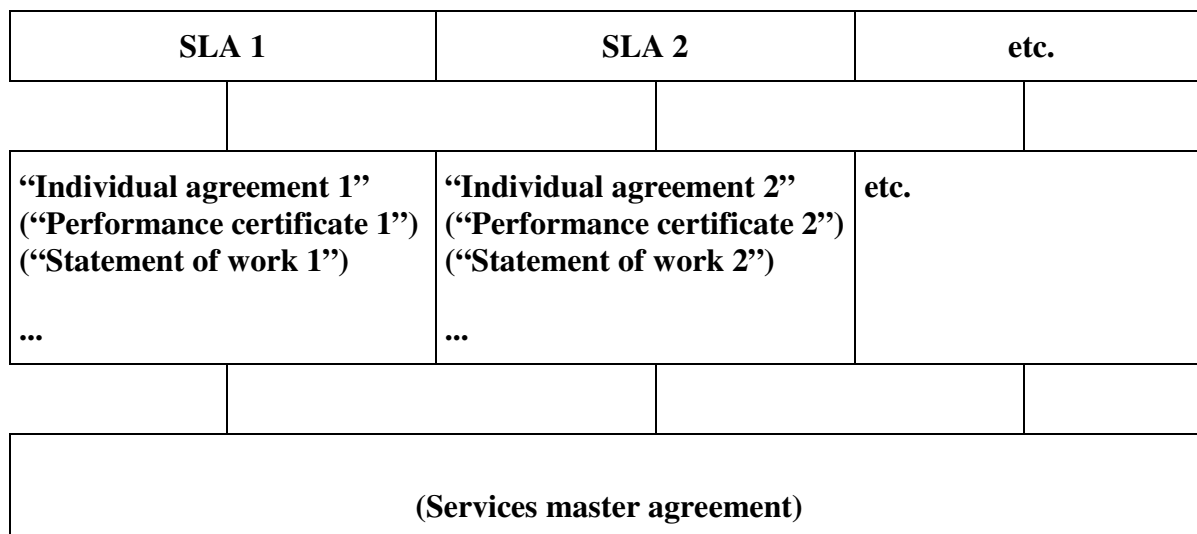 SLA 1
SLA 2
etc.
“Individual agreement 1”
(“Performance certificate 1”)
(“Statement of work 1”)
...
“Individual agreement 2”
(“Performance certificate 2”)
(“Statement of work 2”)
...
etc.
(Services master agreement)